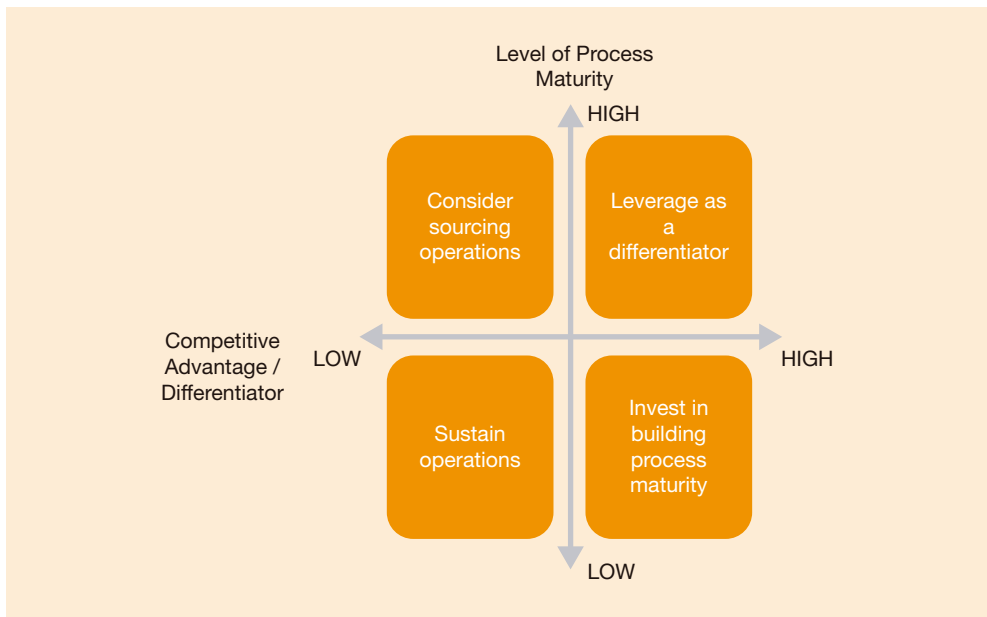 Level of Process
Maturity
HIGH
Consider
sourcing
operations
Leverage as
a
differentiator
Competitive
Advantage /
Differentiator
LOW
HIGH
Sustain
operations
Invest in
building
process
maturity
LOW